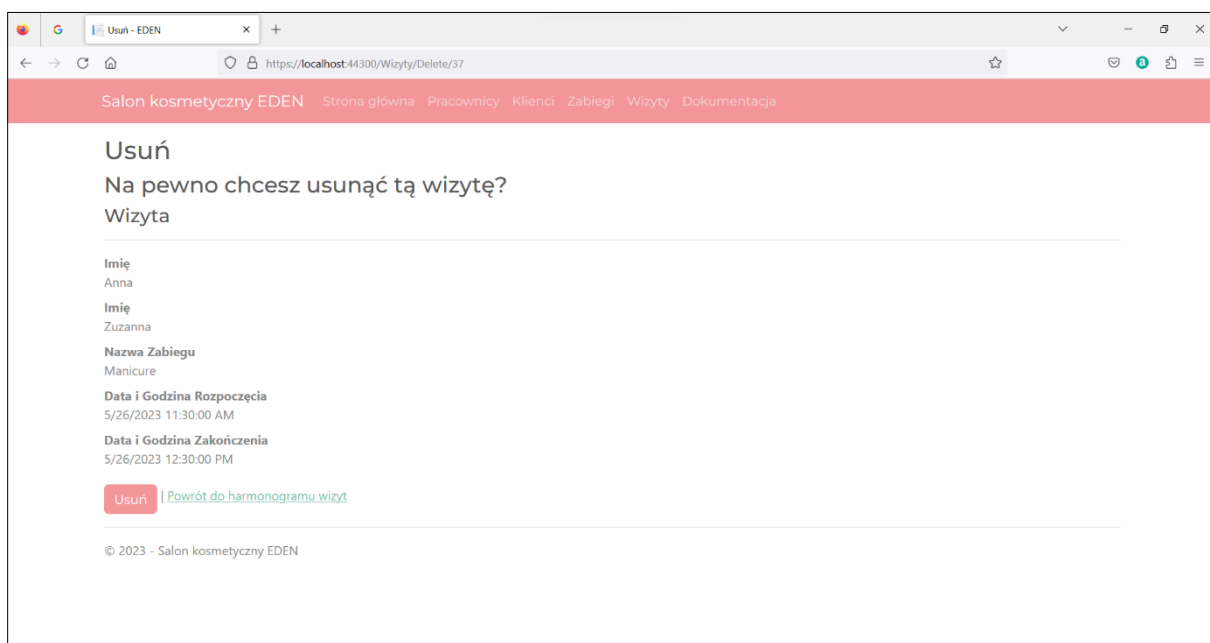 Usuń - EDEN
https://localhost:44300/Wizyty/Delete/37
Salon kosmetyczny EDEN Strona główna Pracownicy Klienci Zabiegi Wizyty Dokumentacja
Usuń
Na pewno chcesz usunąć tą wizytę?
Wizyta
Imię
Anna
Imię
Zuzanna
Nazwa Zabiegu
Manicure
Data i Godzina Rozpoczęcia
5/26/2023 11:30:00 AM
Data i Godzina Zakończenia
5/26/2023 12:30:00 PM
Usuń | Powrót do harmonogramu wizyt
© 2023 - Salon kosmetyczny EDEN